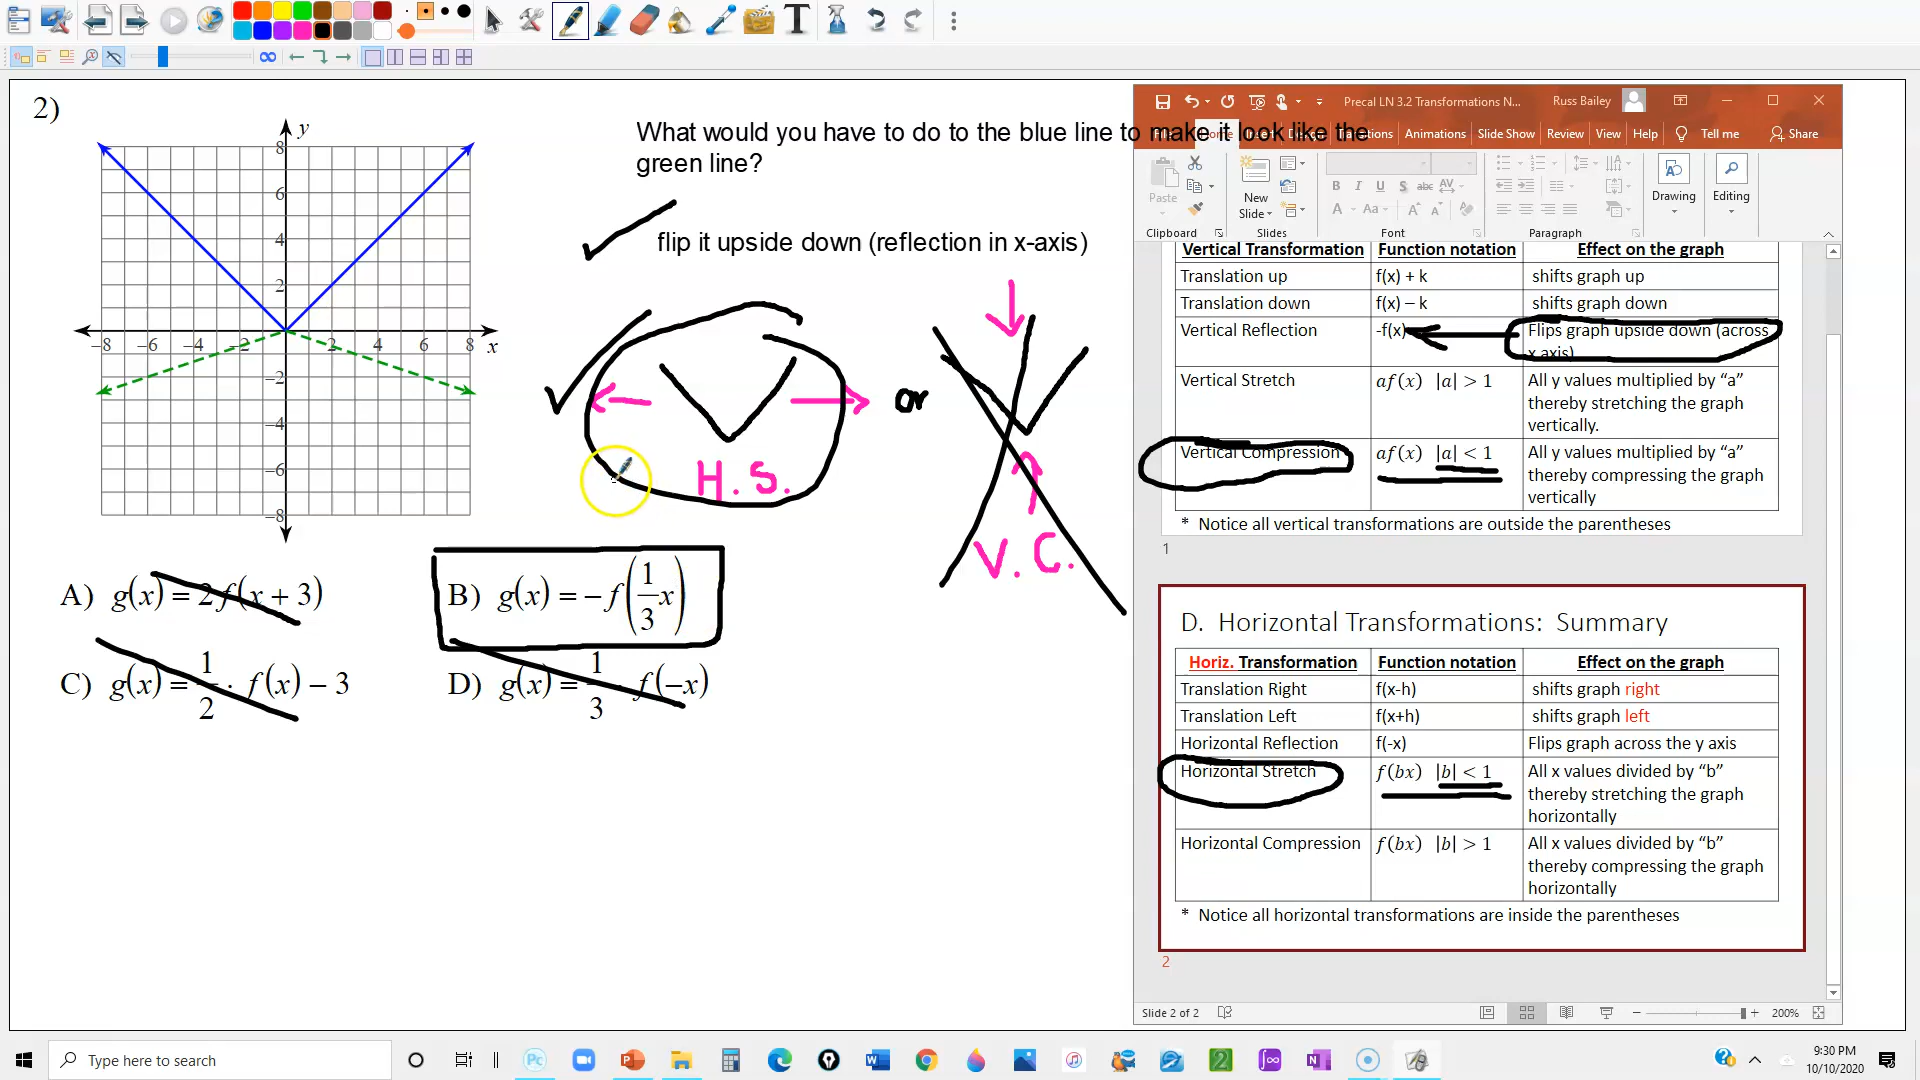 2)
y
8
6
4
2
-8 -6 -4 -2 2 4 6 8 x
-2
-4
-6
-8
What would you have to do to the blue line to make it look like the
green line?
flip it upside down (reflection in x-axis)
or
H. S.
V. C.
A) g(x) = 2f(x + 3)
B) g(x) = -f(1/3 x)
C) g(x) = 1/2 · f(x) - 3
D) g(x) = 1/3 · f(-x)
Precal LN 3.2 Transformations N... Russ Bailey
File Home Insert Design Transitions Animations Slide Show Review View Help Tell me Share
Paste New Slide Drawing Editing
B I U S abc AV
A Aa A A
Clipboard Slides Font Paragraph
Vertical Transformation Function notation Effect on the graph
Translation up f(x) + k shifts graph up
Translation down f(x) – k shifts graph down
Vertical Reflection -f(x) Flips graph upside down (across
x axis)
Vertical Stretch af(x) |a| > 1 All y values multiplied by “a”
thereby stretching the graph
vertically.
Vertical Compression af(x) |a| < 1 All y values multiplied by “a”
thereby compressing the graph
vertically
* Notice all vertical transformations are outside the parentheses
1
D. Horizontal Transformations: Summary
Horiz. Transformation Function notation Effect on the graph
Translation Right f(x-h) shifts graph right
Translation Left f(x+h) shifts graph left
Horizontal Reflection f(-x) Flips graph across the y axis
Horizontal Stretch f(bx) |b| < 1 All x values divided by “b”
thereby stretching the graph
horizontally
Horizontal Compression f(bx) |b| > 1 All x values divided by “b”
thereby compressing the graph
horizontally
* Notice all horizontal transformations are inside the parentheses
2
Slide 2 of 2 200%
Type here to search
9:30 PM
10/10/2020